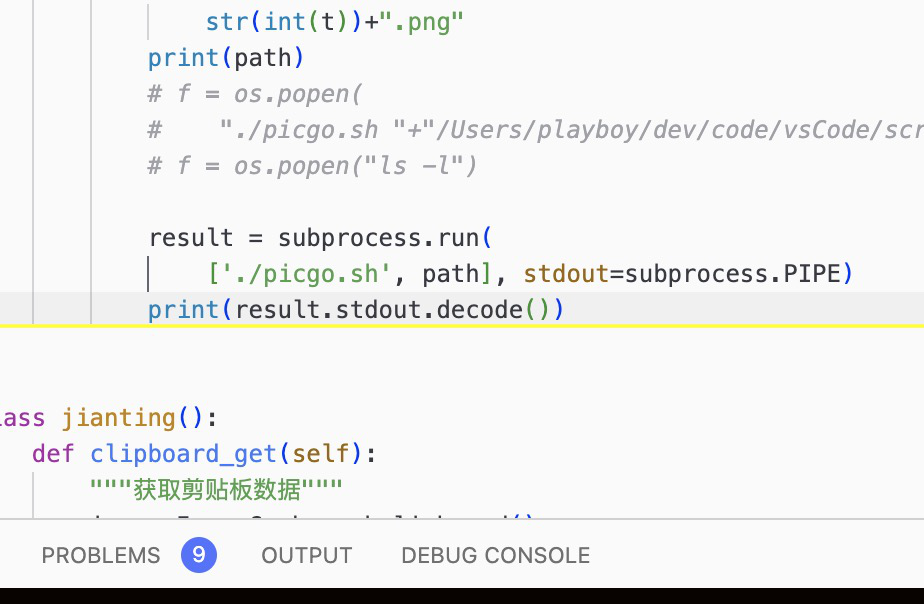 str(int(t))+".png"
print(path)
# f = os.popen(
#    "./picgo.sh "+"/Users/playboy/dev/code/vsCode/scr
# f = os.popen("ls -l")
result = subprocess.run(
['./picgo.sh', path], stdout=subprocess.PIPE)
print(result.stdout.decode())
ass jianting():
def clipboard_get(self):
"""获取剪贴板数据"""
PROBLEMS 9 OUTPUT DEBUG CONSOLE